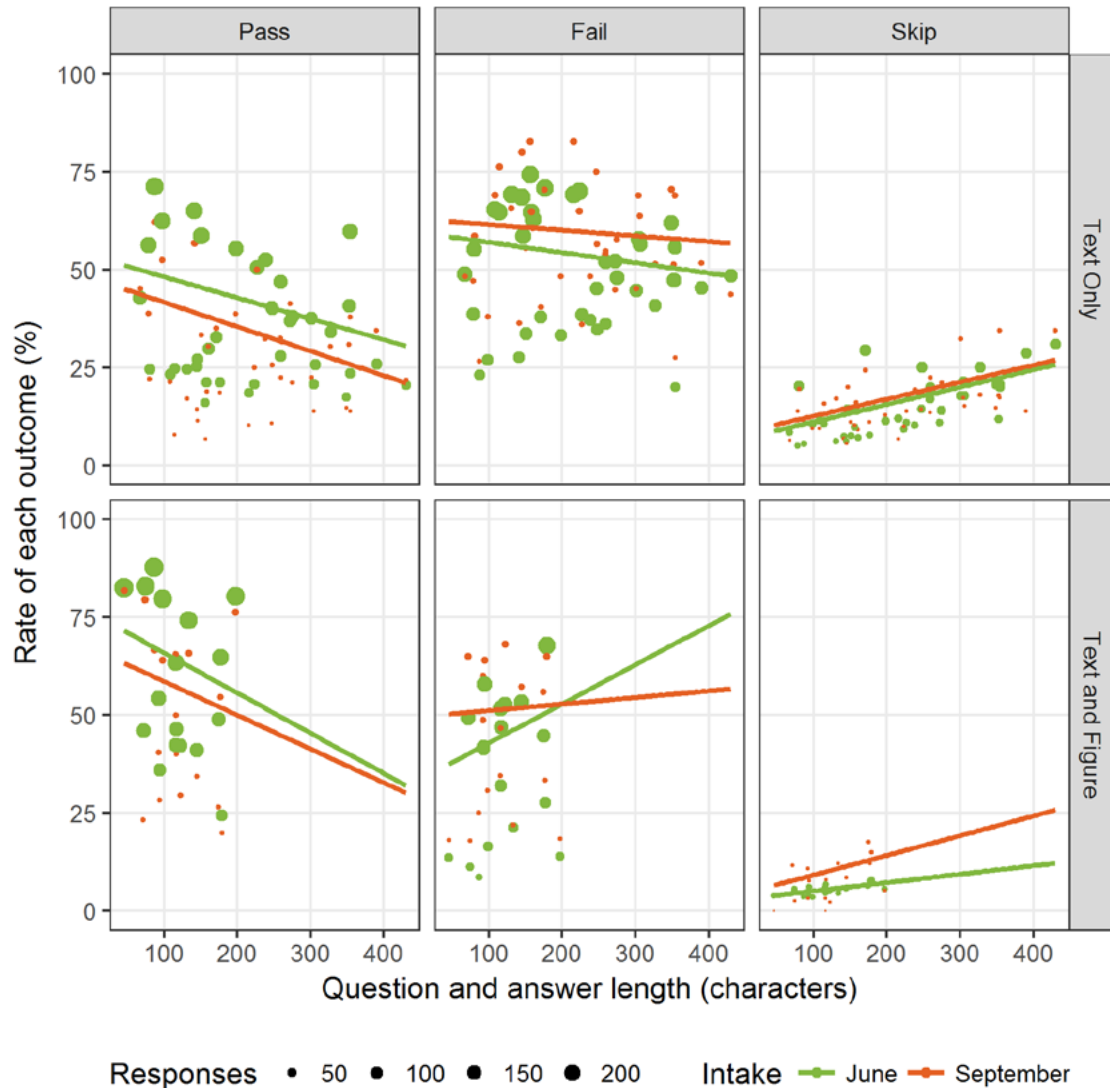 Pass Fail Skip
100
75
50
25
0
Text Only
100
75
50
25
0
Text and Figure
Rate of each outcome (%)
100 200 300 400 100 200 300 400 100 200 300 400
Question and answer length (characters)
Responses 50 100 150 200 Intake June September